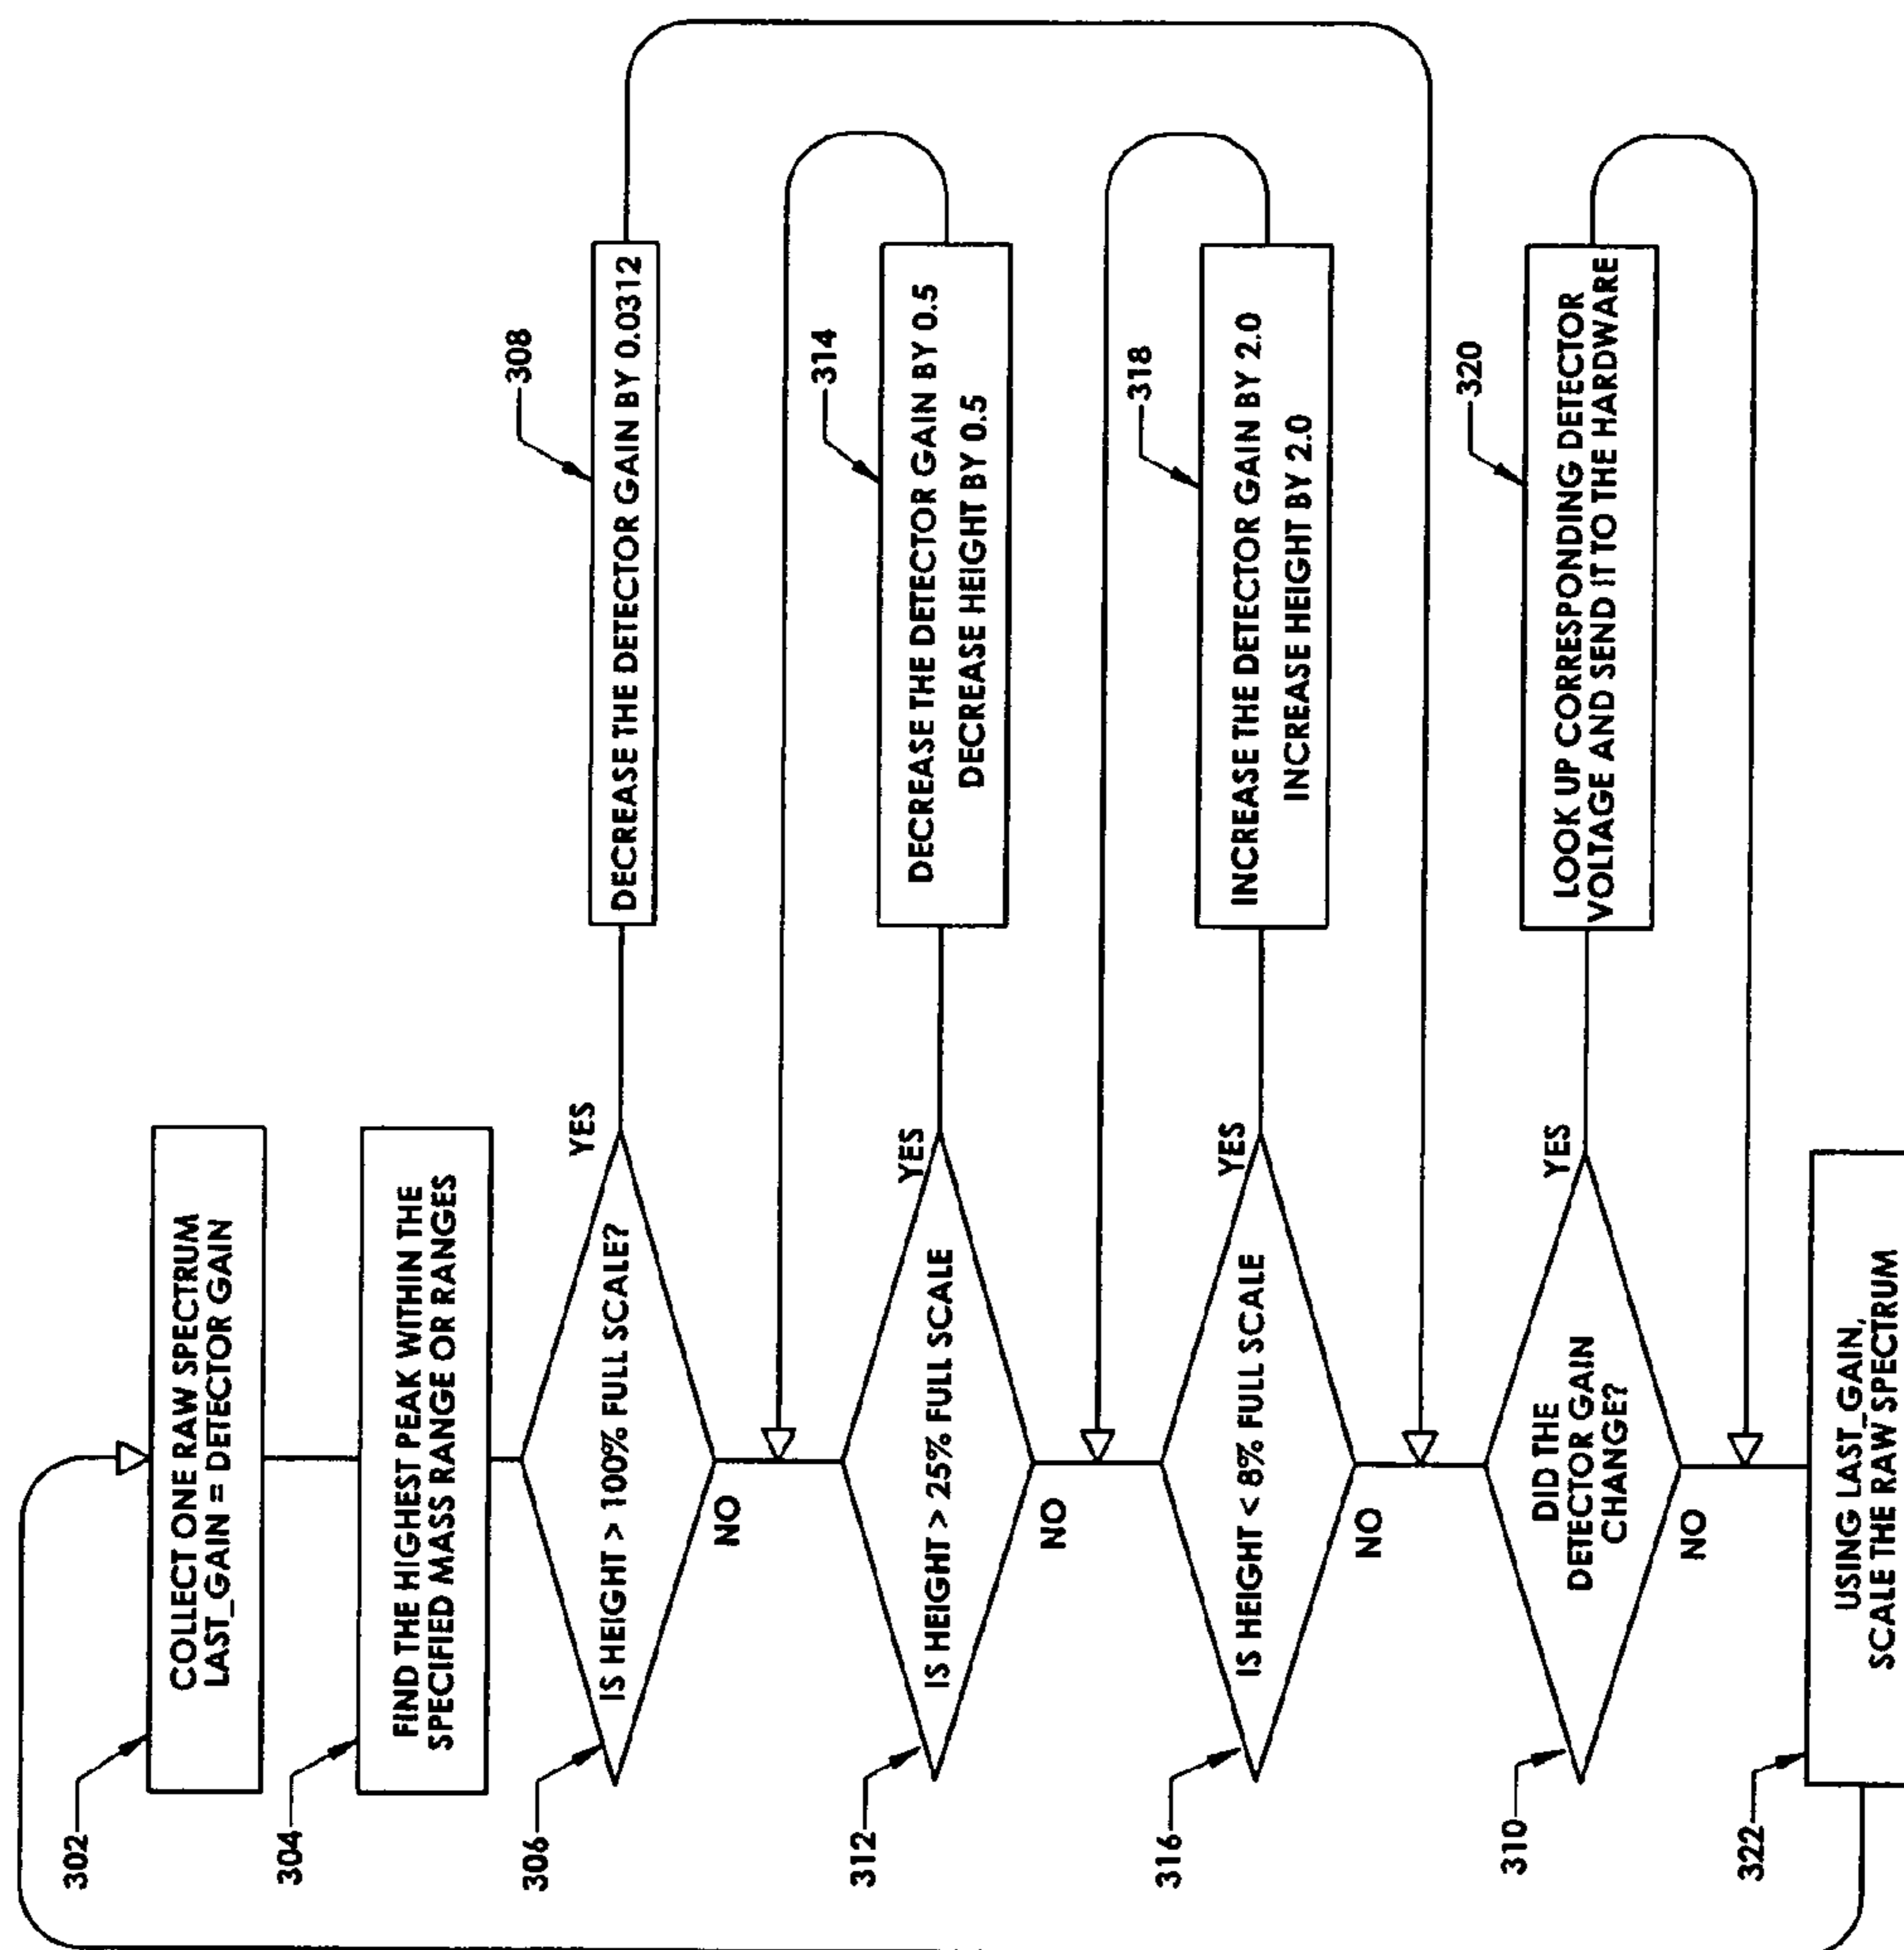 302
COLLECT ONE RAW SPECTRUM
LAST_GAIN = DETECTOR GAIN
304
FIND THE HIGHEST PEAK WITHIN THE
SPECIFIED MASS RANGE OR RANGES
306
IS HEIGHT > 100% FULL SCALE?
YES
NO
308
DECREASE THE DETECTOR GAIN BY 0.0312
312
IS HEIGHT > 25% FULL SCALE
YES
NO
314
DECREASE THE DETECTOR GAIN BY 0.5
DECREASE HEIGHT BY 0.5
316
IS HEIGHT < 8% FULL SCALE
YES
NO
318
INCREASE THE DETECTOR GAIN BY 2.0
INCREASE HEIGHT BY 2.0
310
DID THE
DETECTOR GAIN
CHANGE?
YES
NO
320
LOOK UP CORRESPONDING DETECTOR
VOLTAGE AND SEND IT TO THE HARDWARE
322
USING LAST_GAIN,
SCALE THE RAW SPECTRUM